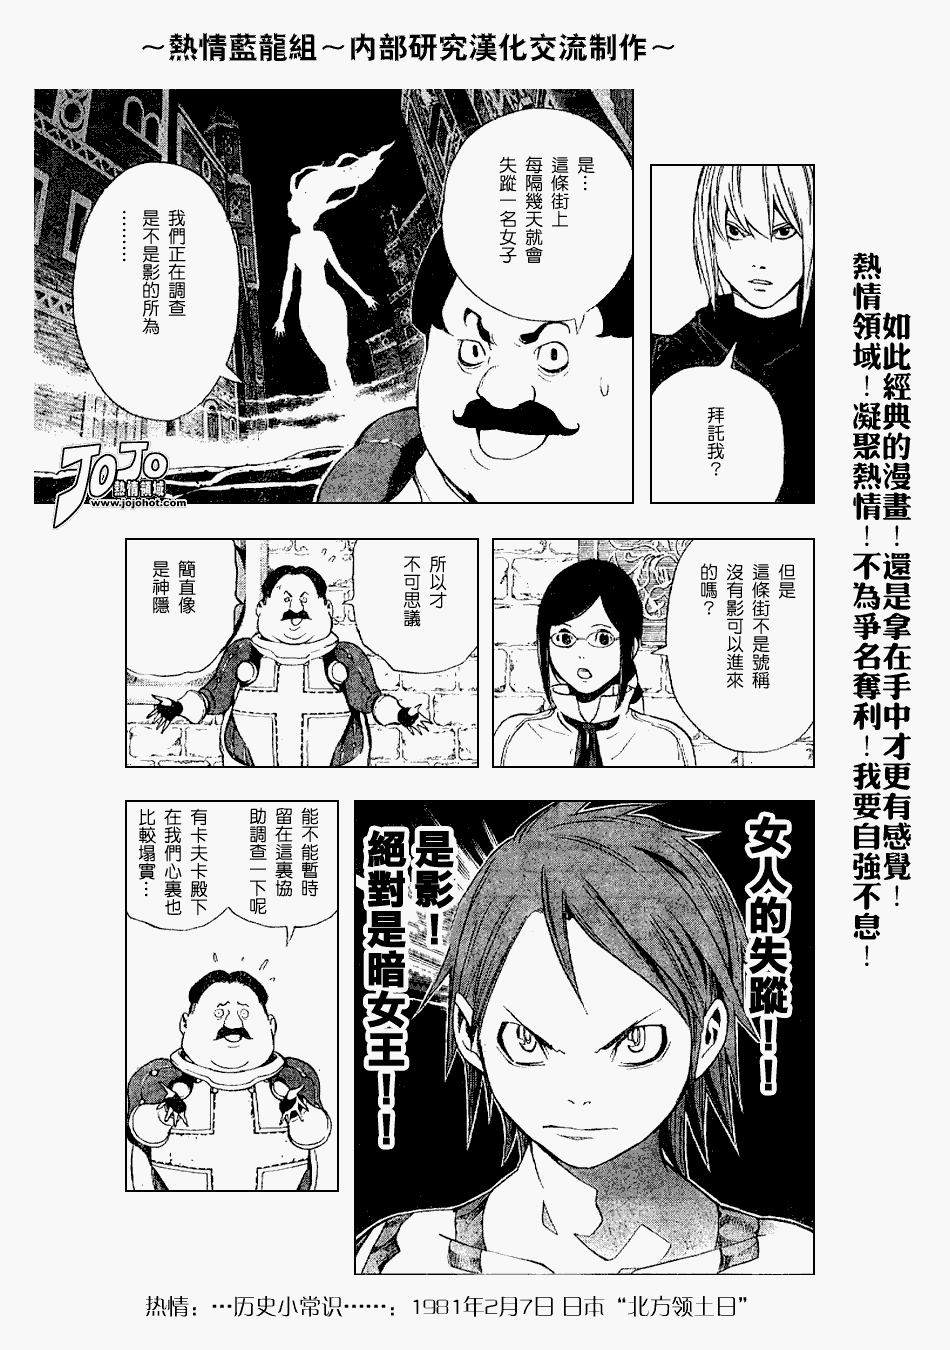 ～熱情藍龍組～内部研究漢化交流制作～
拜託我？
是…
這條街上
每隔幾天就會
失蹤一名女子
我們正在調查
是不是影的所為
………
JOJO
熱情領域
www.jojohot.com
如此經典的漫畫！還是拿在手中才更有感覺！
熱情領域！凝聚熱情！不為爭名奪利！我要自強不息！
但是
這條街不是號稱
沒有影可以進來
的嗎？
所以才
不可思議
簡直像
是神隱
女人的失蹤！！
是影！
絕對是暗女王！！
能不能暫時
留在這裏協
助調查一下呢
有卡夫卡殿下
在我們心裏也
比較塌實…
热情：…历史小常识……：1981年2月7日 日本“北方领土日”